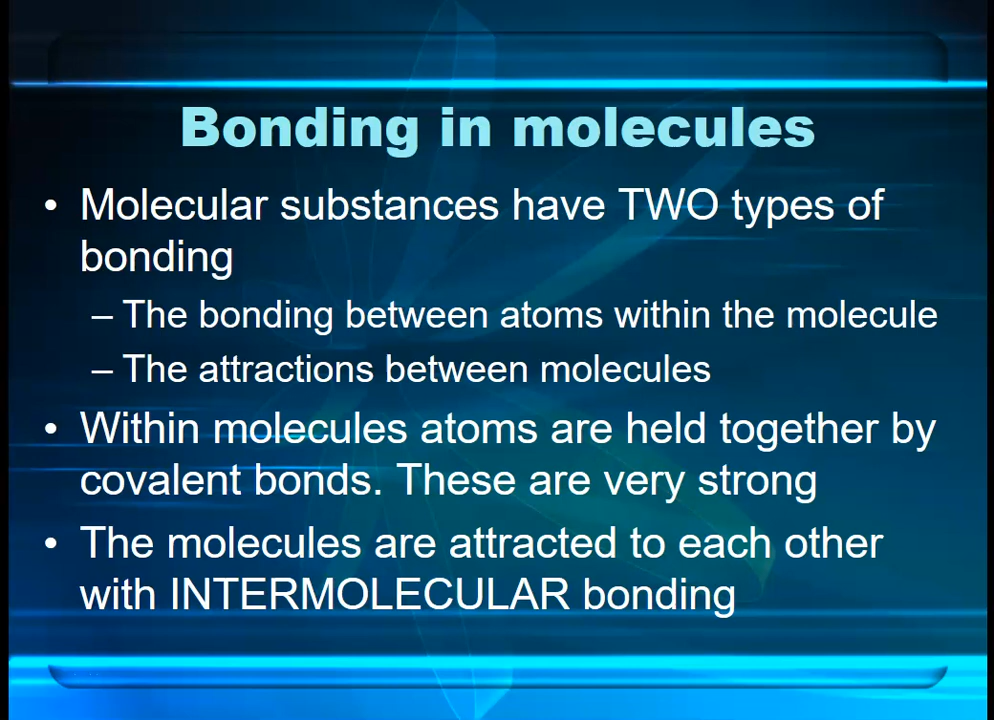 Bonding in molecules
• Molecular substances have TWO types of
bonding
– The bonding between atoms within the molecule
– The attractions between molecules
• Within molecules atoms are held together by
covalent bonds. These are very strong
• The molecules are attracted to each other
with INTERMOLECULAR bonding